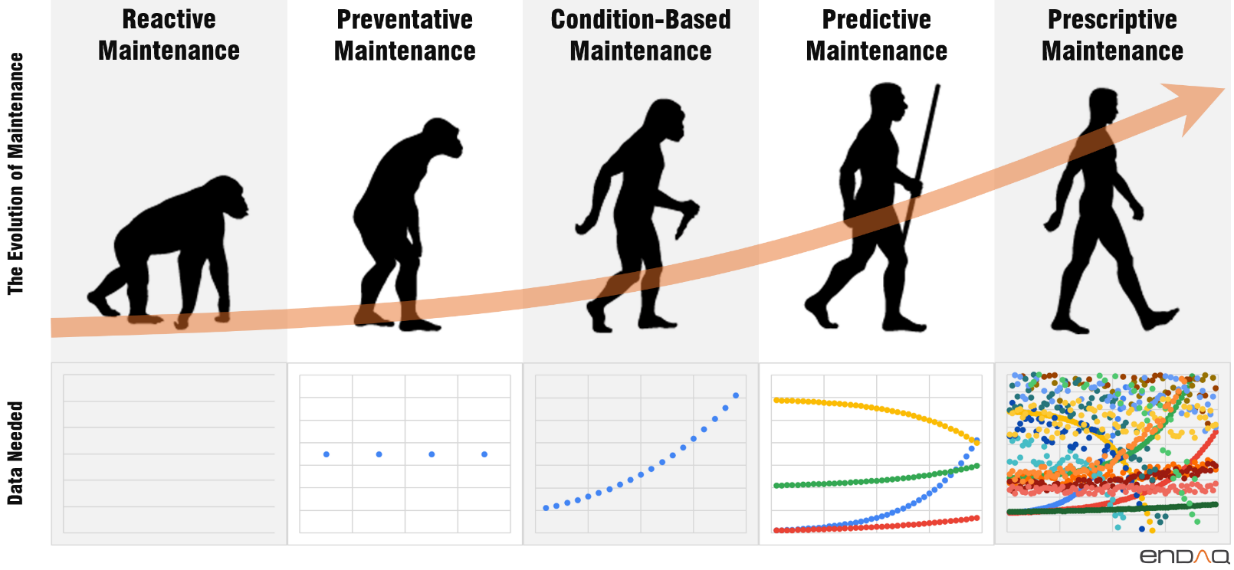 Reactive
Maintenance
Preventative
Maintenance
Condition-Based
Maintenance
Predictive
Maintenance
Prescriptive
Maintenance
The Evolution of Maintenance
Data Needed
enDAQ